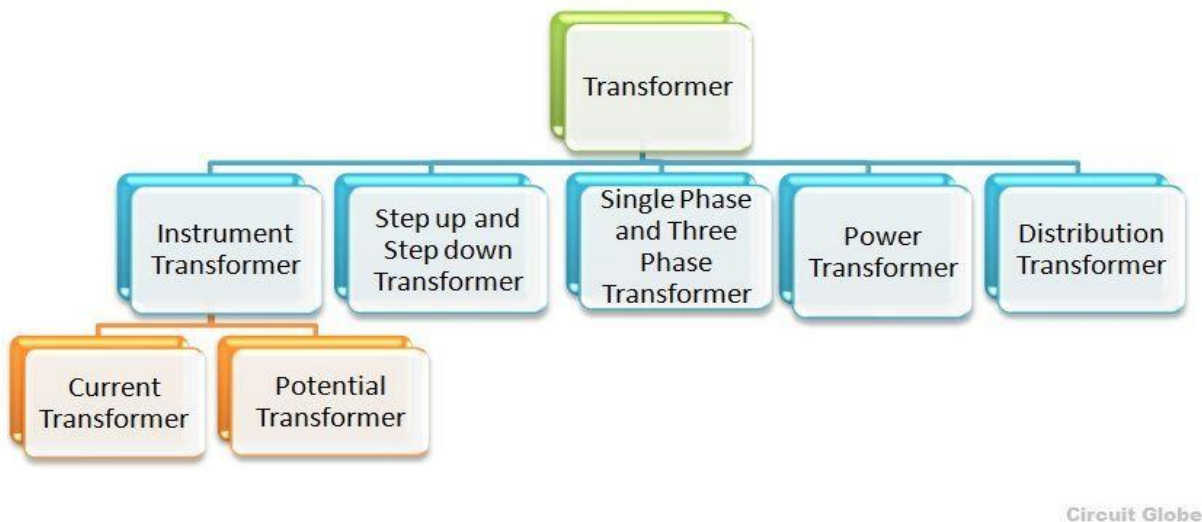 Transformer
Instrument
Transformer
Step up and
Step down
Transformer
Single Phase
and Three
Phase
Transformer
Power
Transformer
Distribution
Transformer
Current
Transformer
Potential
Transformer
Circuit Globe